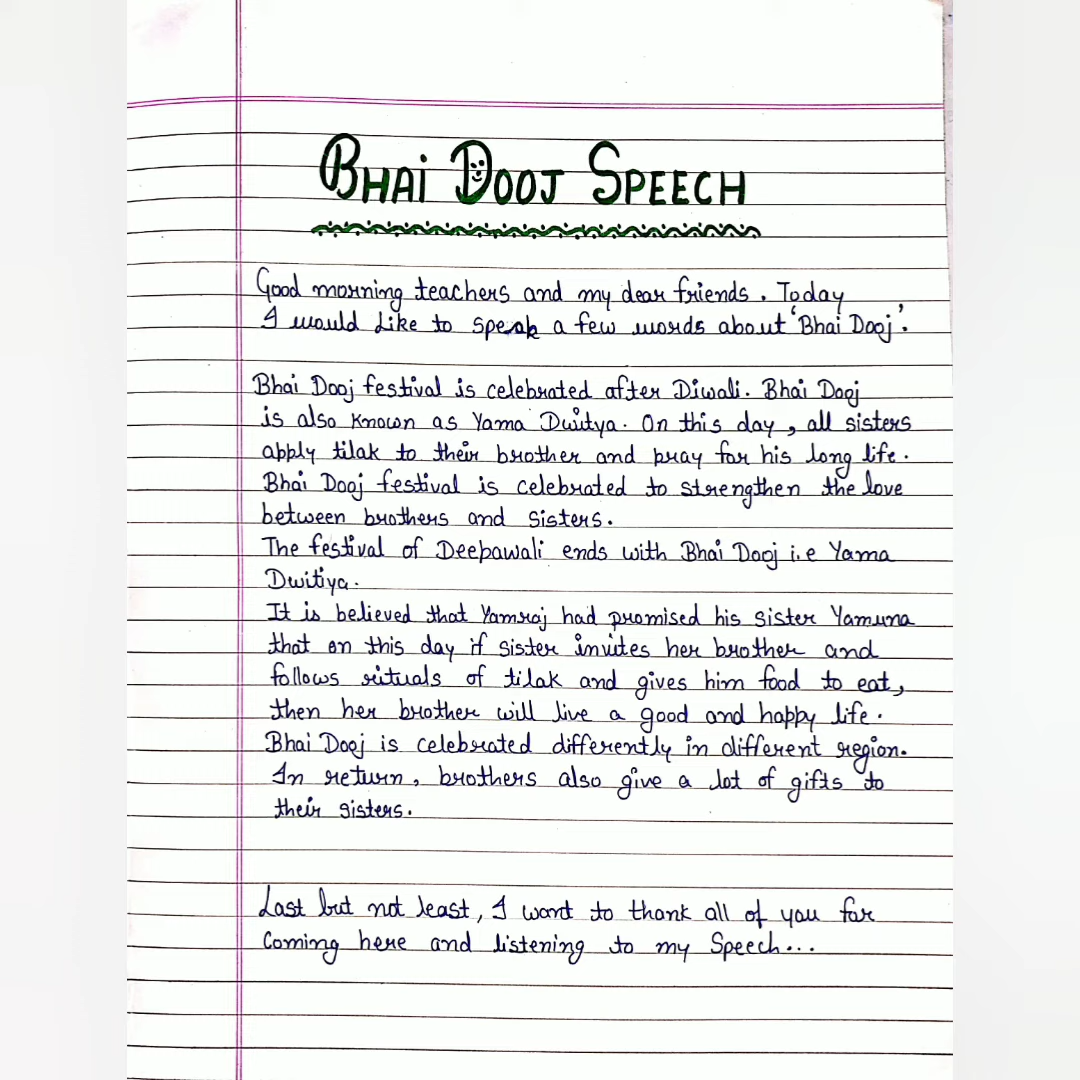 BHAi DOOJ SPEECH
Good morning teachers and my dear friends. Today
I would like to speak a few words about 'Bhai Dooj'.
Bhai Dooj festival is celebrated after Diwali. Bhai Dooj
is also known as Yama Dwitya. On this day, all sisters
apply tilak to their brother and pray for his long life.
Bhai Dooj festival is celebrated to strengthen the love
between brothers and sisters.
The festival of Deepawali ends with Bhai Dooj i.e Yama
Dwitiya.
It is believed that Yamraj had promised his sister Yamuna
that on this day if sister invites her brother and
follows rituals of tilak and gives him food to eat,
then her brother will live a good and happy life.
Bhai Dooj is celebrated differently in different region.
In return, brothers also give a lot of gifts to
their sisters.
Last but not least, I want to thank all of you for
coming here and listening to my Speech...